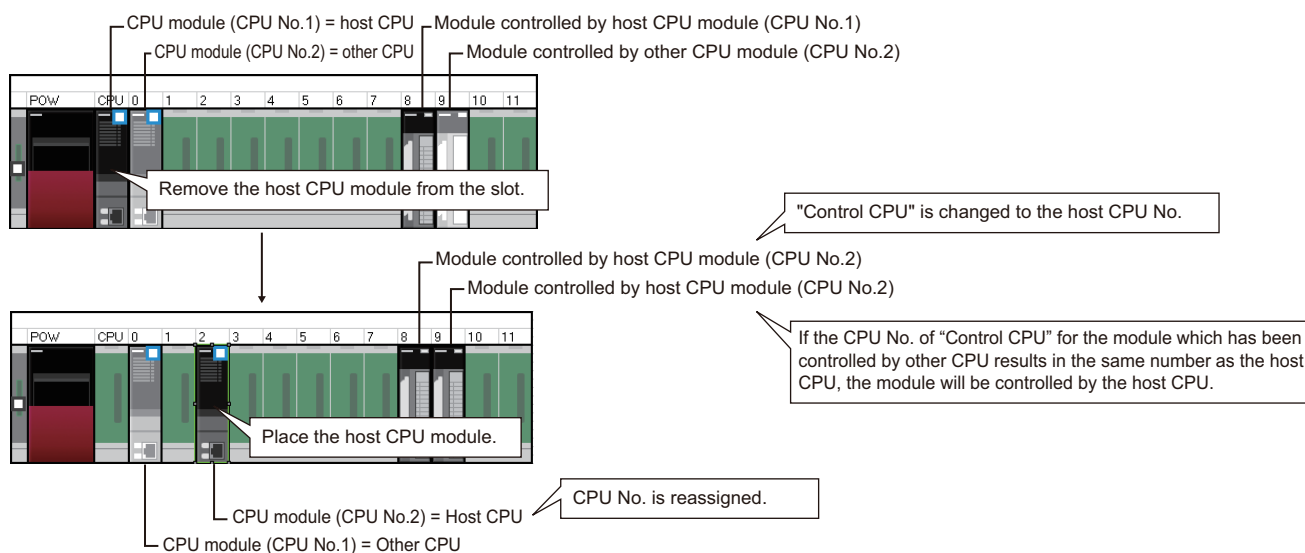 CPU module (CPU No.1) = host CPU
Module controlled by host CPU module (CPU No.1)
CPU module (CPU No.2) = other CPU
Module controlled by other CPU module (CPU No.2)
POW CPU 0 1 2 3 4 5 6 7 8 9 10 11
Remove the host CPU module from the slot.
"Control CPU" is changed to the host CPU No.
Module controlled by host CPU module (CPU No.2)
Module controlled by host CPU module (CPU No.2)
If the CPU No. of “Control CPU” for the module which has been
controlled by other CPU results in the same number as the host
CPU, the module will be controlled by the host CPU.
POW CPU 0 1 2 3 4 5 6 7 8 9 10 11
Place the host CPU module.
CPU No. is reassigned.
CPU module (CPU No.2) = Host CPU
CPU module (CPU No.1) = Other CPU